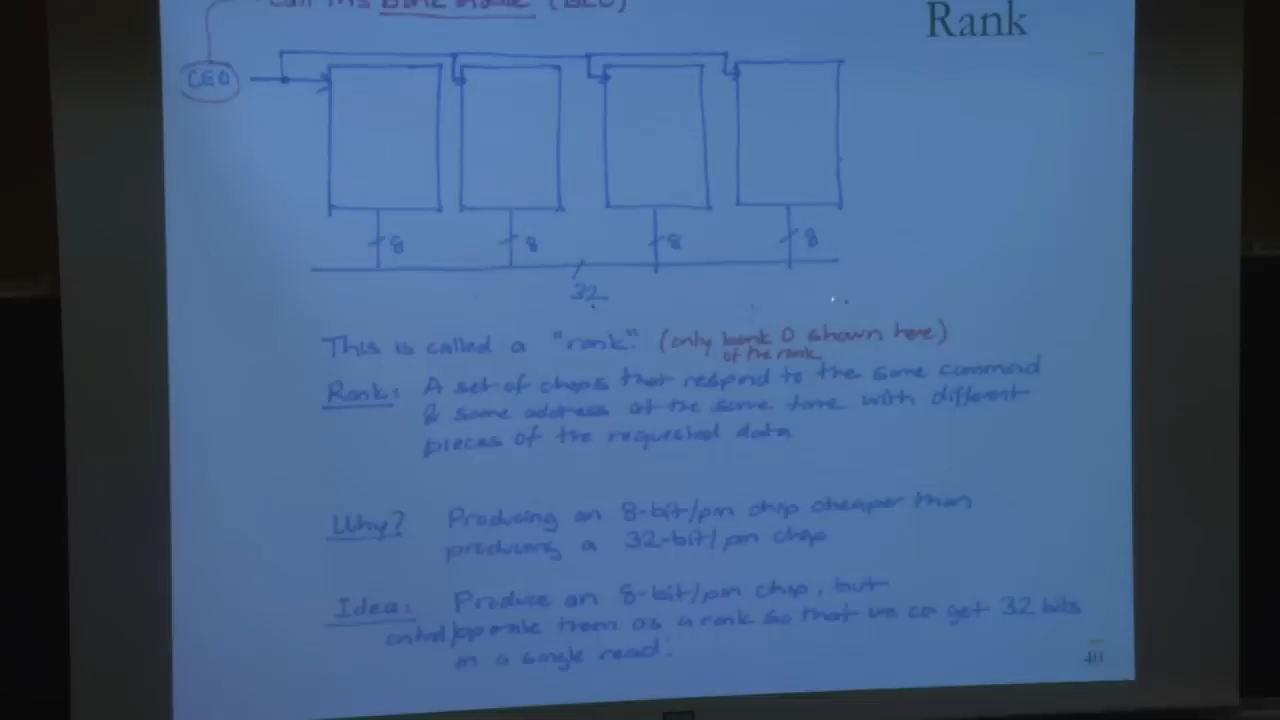 Rank
CEO
8 8 8 8
32
This is called a "rank". (only bank 0 shown here)
of the rank
Rank: A set of chips that respond to the same command
& same address at the same time with different
pieces of the requested data
Why? Producing an 8-bit/pin chip cheaper than
producing a 32-bit/pin chip
Idea: Produce an 8-bit/pin chip, but
control/operate them as a rank so that we can get 32 bits
in a single read.
40